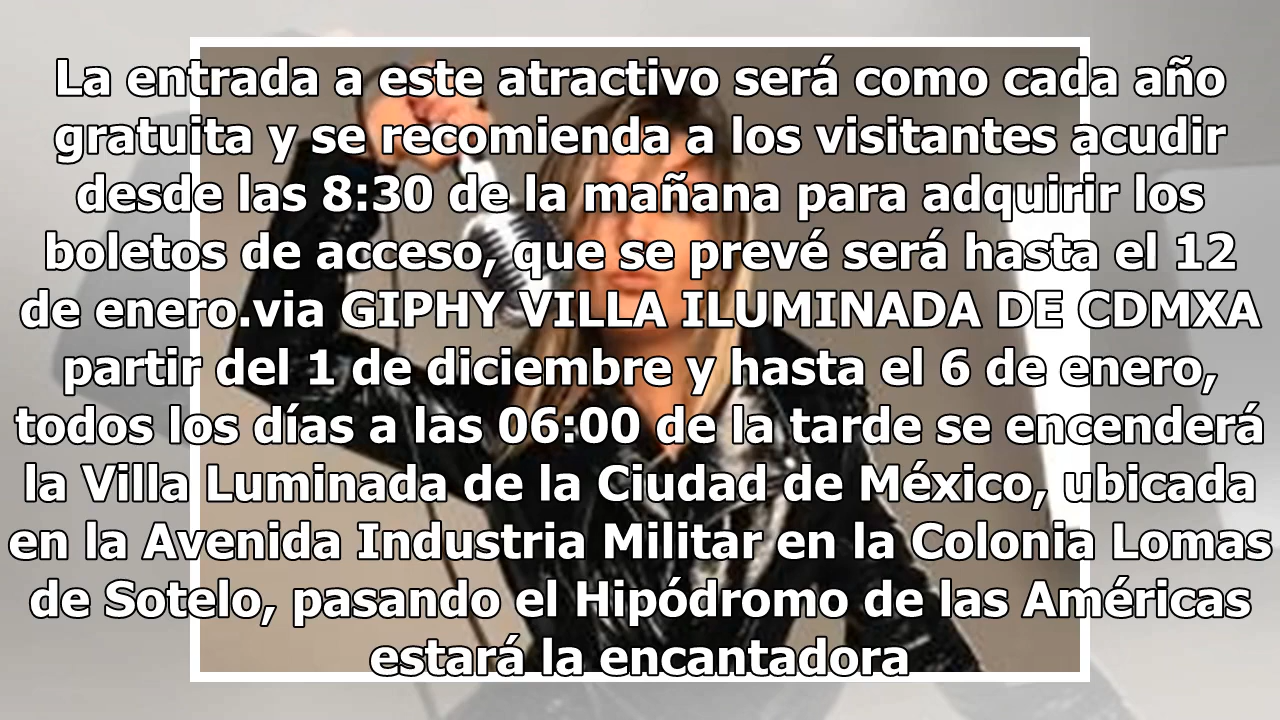 La entrada a este atractivo será como cada año
gratuita y se recomienda a los visitantes acudir
desde las 8:30 de la mañana para adquirir los
boletos de acceso, que se prevé será hasta el 12
de enero.via GIPHY VILLA ILUMINADA DE CDMXA
partir del 1 de diciembre y hasta el 6 de enero,
todos los días a las 06:00 de la tarde se encenderá
la Villa Luminada de la Ciudad de México, ubicada
en la Avenida Industria Militar en la Colonia Lomas
de Sotelo, pasando el Hipódromo de las Américas
estará la encantadora